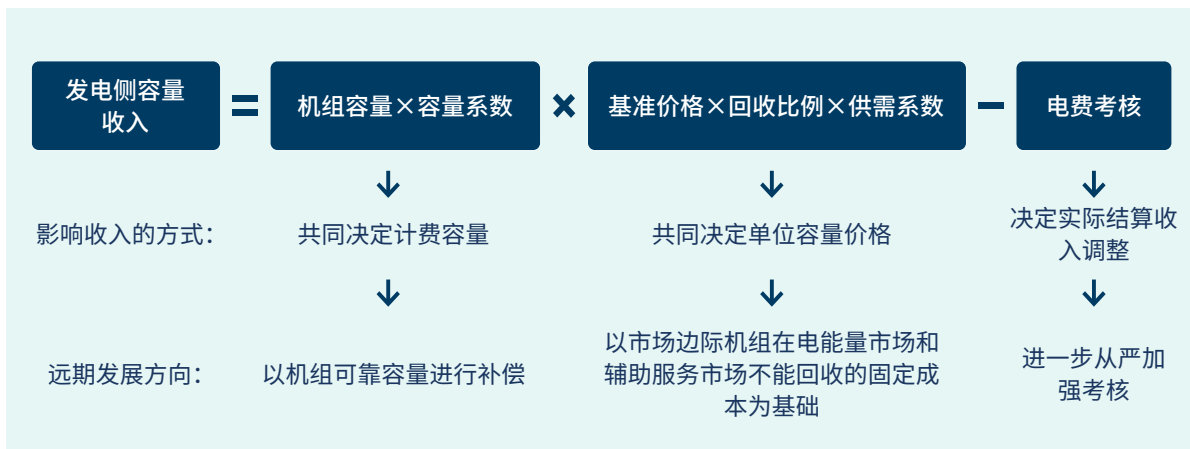 发电侧容量
收入
=
机组容量×容量系数
×
基准价格×回收比例×供需系数
−
电费考核
影响收入的方式：
共同决定计费容量
共同决定单位容量价格
决定实际结算收
入调整
远期发展方向：
以机组可靠容量进行补偿
以市场边际机组在电能量市场和
辅助服务市场不能回收的固定成
本为基础
进一步从严加
强考核